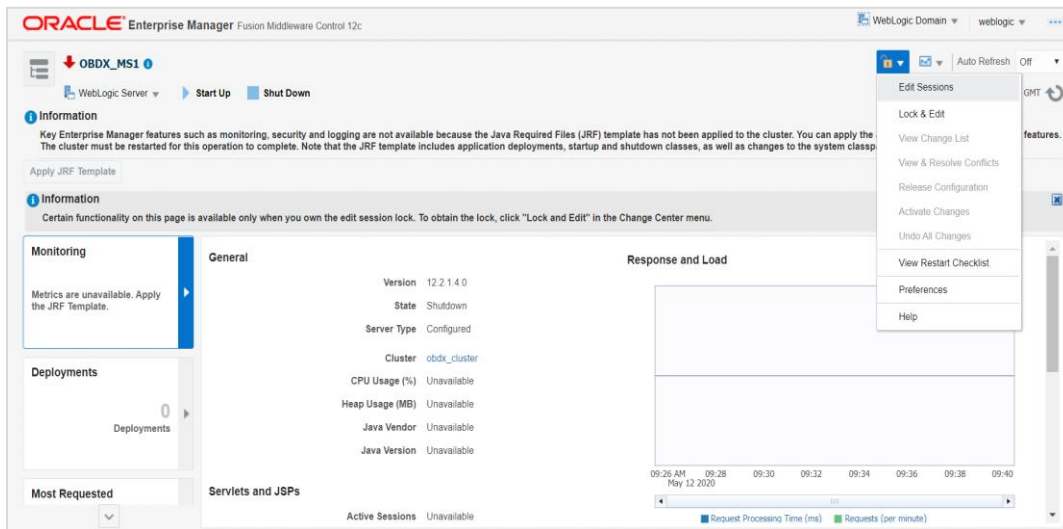 ORACLE Enterprise Manager Fusion Middleware Control 12c
WebLogic Domain weblogic
OBDX_MS1
Auto Refresh Off
WebLogic Server Start Up Shut Down
GMT
Edit Sessions
Lock & Edit
View Change List
View & Resolve Conflicts
Release Configuration
Activate Changes
Undo All Changes
View Restart Checklist
Preferences
Help
Information
Key Enterprise Manager features such as monitoring, security and logging are not available because the Java Required Files (JRF) template has not been applied to the cluster. You can apply the features.
The cluster must be restarted for this operation to complete. Note that the JRF template includes application deployments, startup and shutdown classes, as well as changes to the system
Apply JRF Template
Information
Certain functionality on this page is available only when you own the edit session lock. To obtain the lock, click "Lock and Edit" in the Change Center menu.
Monitoring
Metrics are unavailable. Apply
the JRF Template.
Deployments
0
Deployments
Most Requested
General
Version 12.2.1.4.0
State Shutdown
Server Type Configured
Cluster obdx_cluster
CPU Usage (%) Unavailable
Heap Usage (MB) Unavailable
Java Vendor Unavailable
Java Version Unavailable
Servlets and JSPs
Active Sessions Unavailable
Response and Load
09:26 AM 09:28 09:30 09:32 09:34 09:36 09:38 09:40
May 12 2020
Request Processing Time (ms) Requests (per minute)